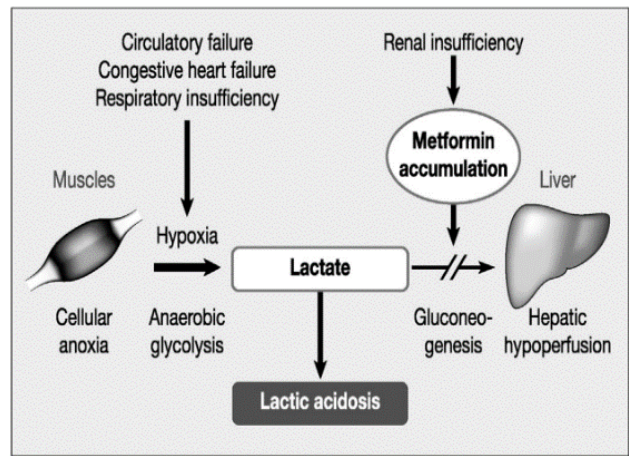 Circulatory failure
Congestive heart failure
Respiratory insufficiency
Renal insufficiency
Metformin
accumulation
Muscles
Liver
Hypoxia
Lactate
Cellular
anoxia
Anaerobic
glycolysis
Gluconeo-
genesis
Hepatic
hypoperfusion
Lactic acidosis